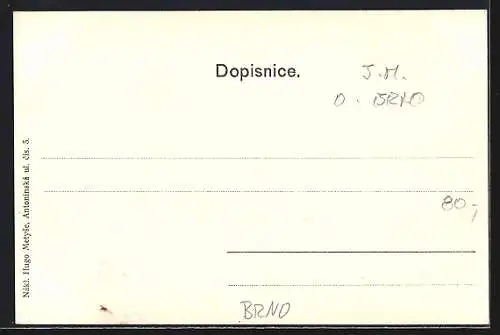 Dopisnice.
J. M.
O. BRNO
80,-
BRNO
Nákl. Hugo Metyše, Antonínská ul. čís. 5.